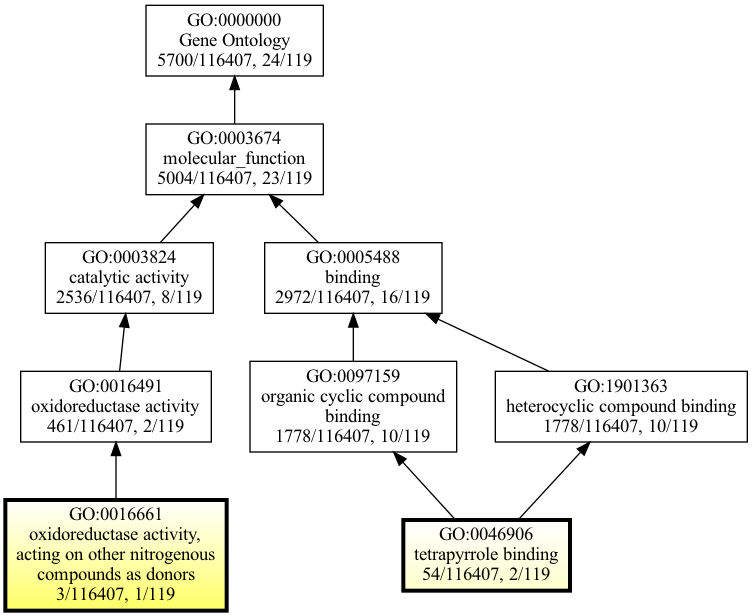 GO:0000000
Gene Ontology
5700/116407, 24/119
GO:0003674
molecular_function
5004/116407, 23/119
GO:0003824
catalytic activity
2536/116407, 8/119
GO:0005488
binding
2972/116407, 16/119
GO:0016491
oxidoreductase activity
461/116407, 2/119
GO:0097159
organic cyclic compound
binding
1778/116407, 10/119
GO:1901363
heterocyclic compound binding
1778/116407, 10/119
GO:0016661
oxidoreductase activity,
acting on other nitrogenous
compounds as donors
3/116407, 1/119
GO:0046906
tetrapyrrole binding
54/116407, 2/119